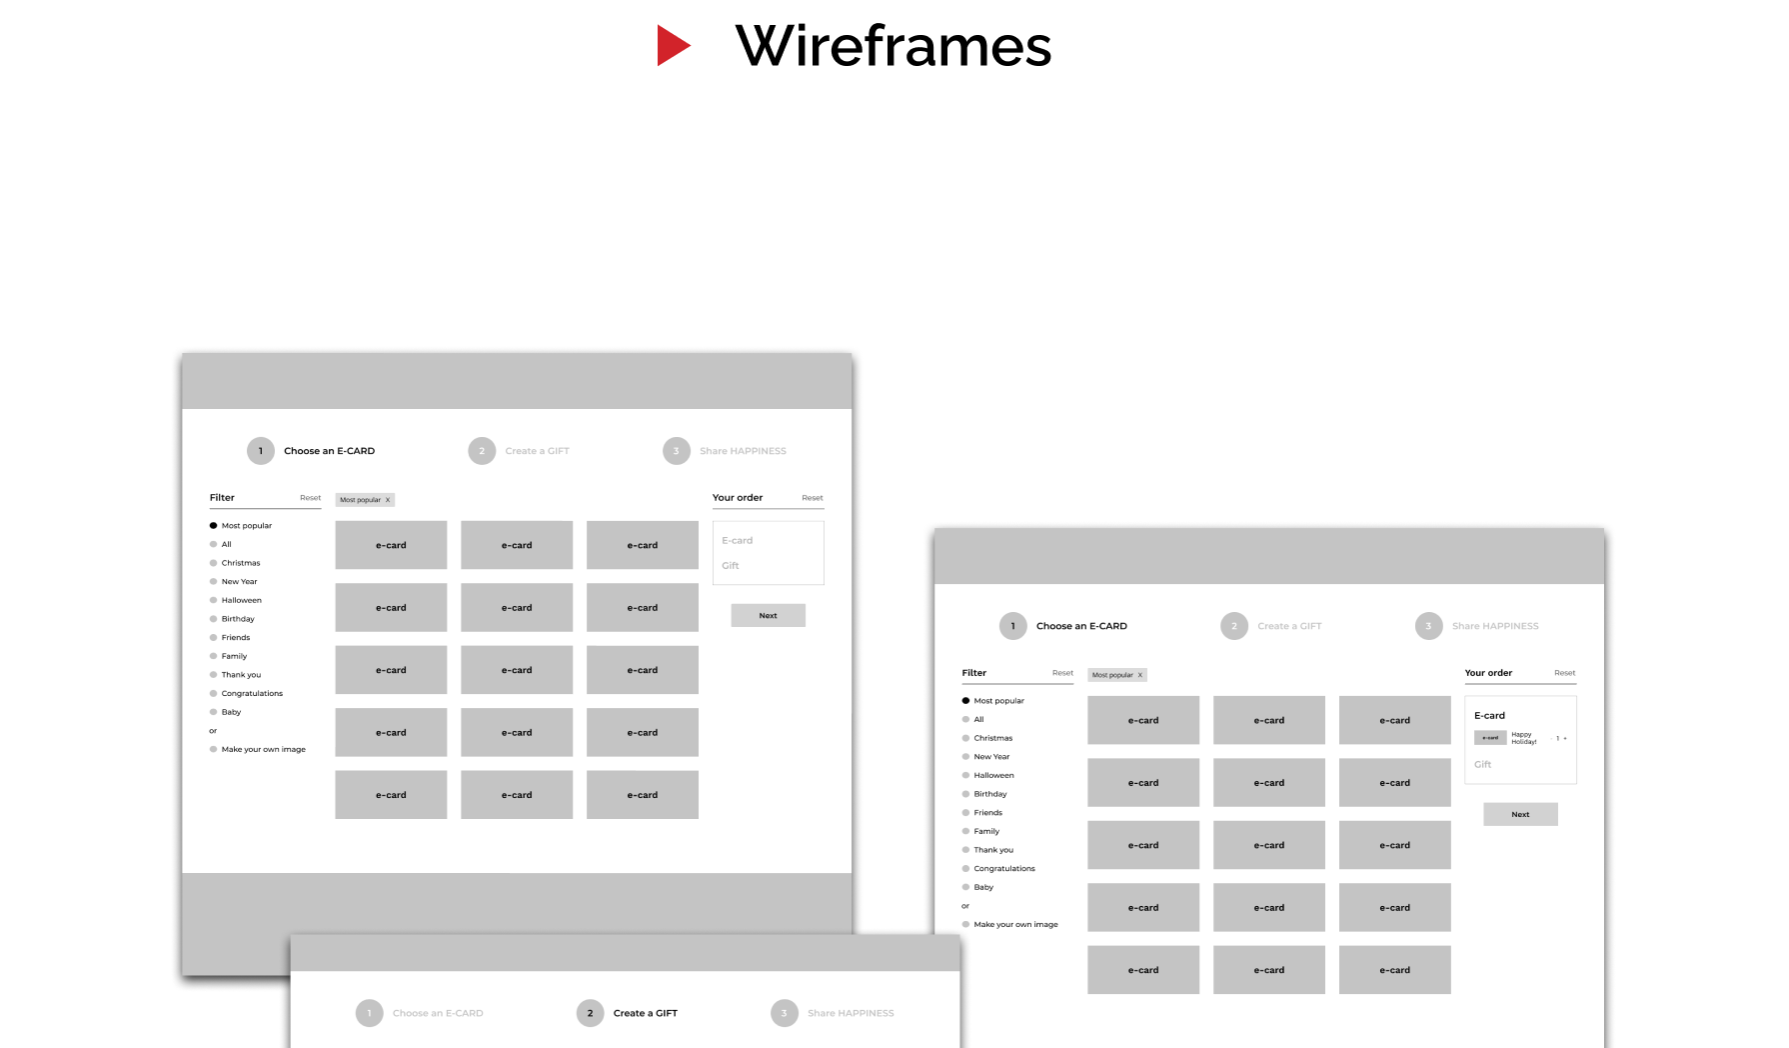 Wireframes
1 Choose an E-CARD 2 Create a GIFT 3 Share HAPPINESS
Filter Reset
Most popular
All
Christmas
New Year
Halloween
Birthday
Friends
Family
Thank you
Congratulations
Baby
or
Make your own image
Most popular X
e-card e-card e-card
e-card e-card e-card
e-card e-card e-card
e-card e-card e-card
e-card e-card e-card
Your order Reset
E-card
Gift
Next
1 Choose an E-CARD 2 Create a GIFT 3 Share HAPPINESS
Filter Reset
Most popular
All
Christmas
New Year
Halloween
Birthday
Friends
Family
Thank you
Congratulations
Baby
or
Make your own image
Most popular X
e-card e-card e-card
e-card e-card e-card
e-card e-card e-card
e-card e-card e-card
e-card e-card e-card
Your order Reset
E-card
e-card Happy
Holiday! - 1 +
Gift
Next
1 Choose an E-CARD 2 Create a GIFT 3 Share HAPPINESS